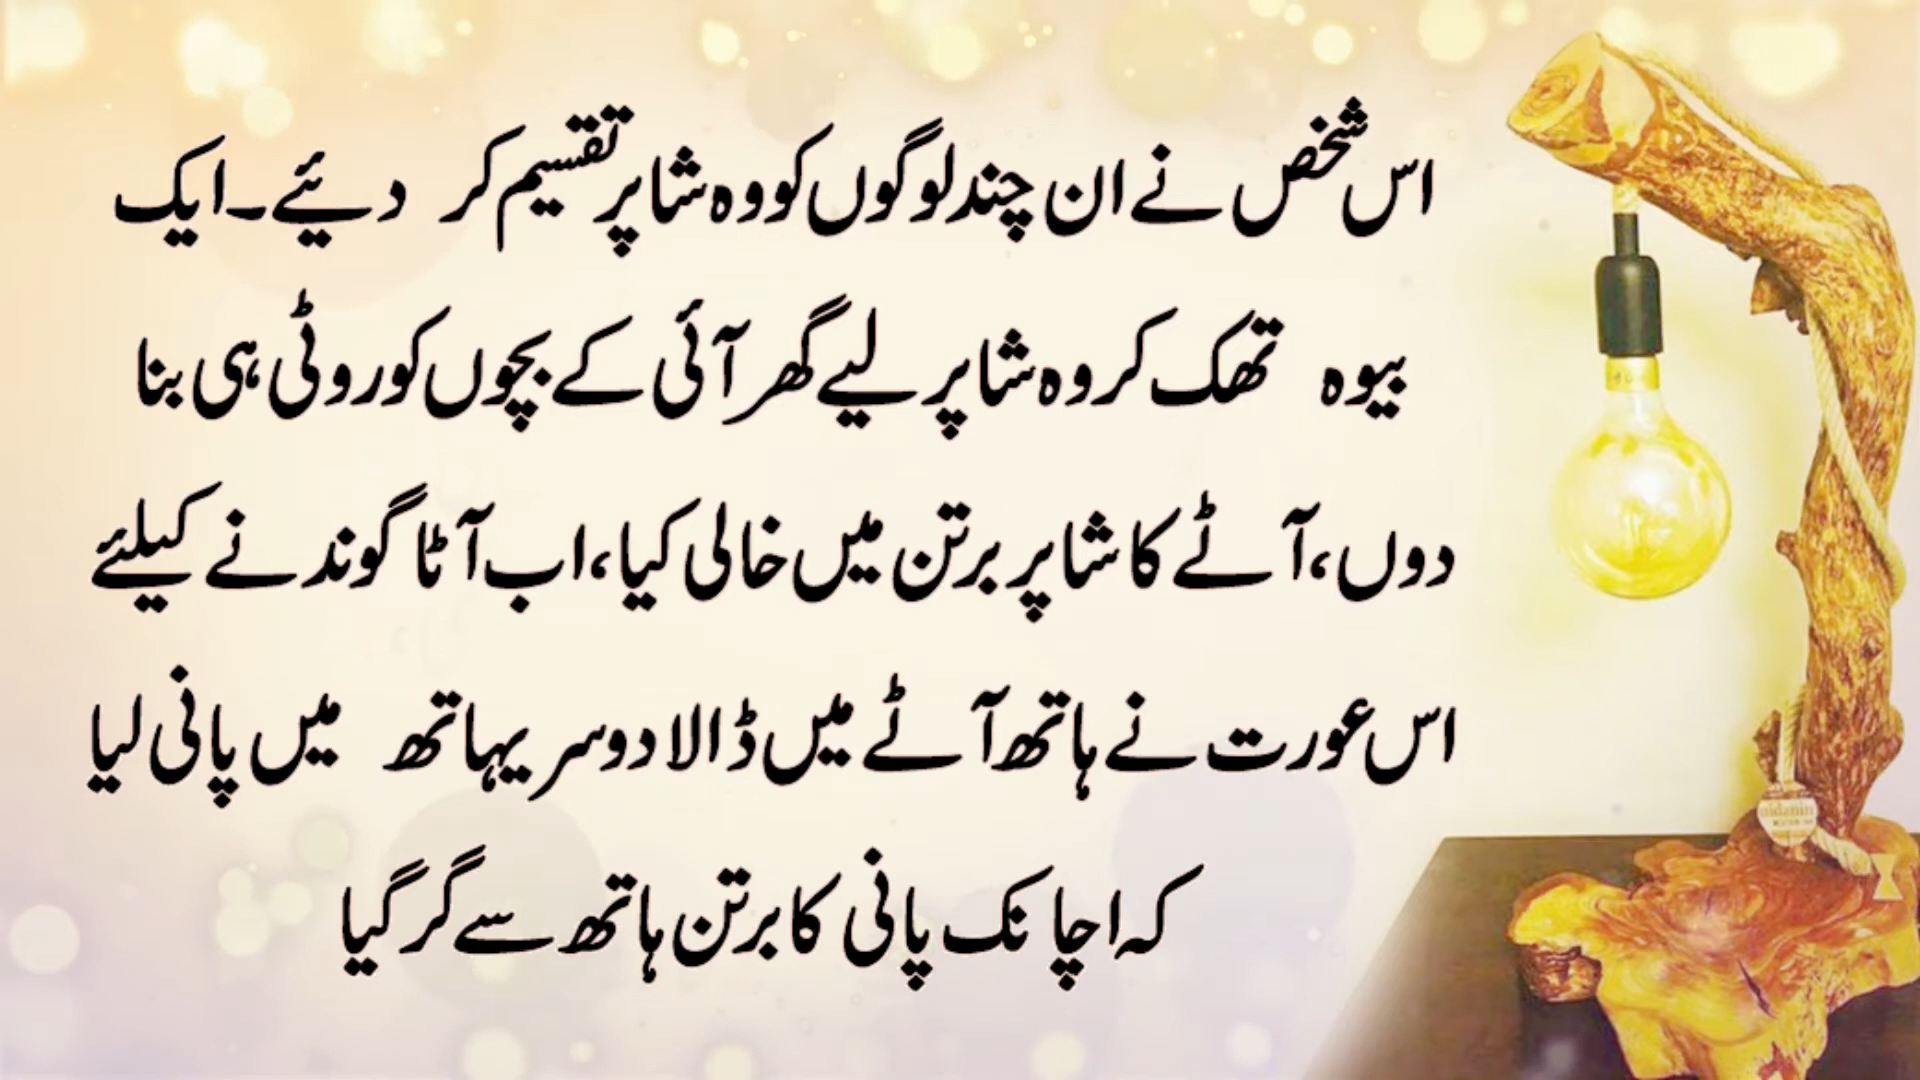 اس شخص نے ان چند لوگوں کو وہ شاپر تقسیم کر دئیے۔ ایک
بیوہ تھک کر وہ شاپر لیے گھر آئی کے بچوں کو روٹی ہی بنا
دوں، آٹے کا شاپر برتن میں خالی کیا، اب آٹا گوندنے کیلئے
اس عورت نے ہاتھ آٹے میں ڈالا دوسریہاتھ میں پانی لیا
کہ اچانک پانی کا برتن ہاتھ سے گر گیا